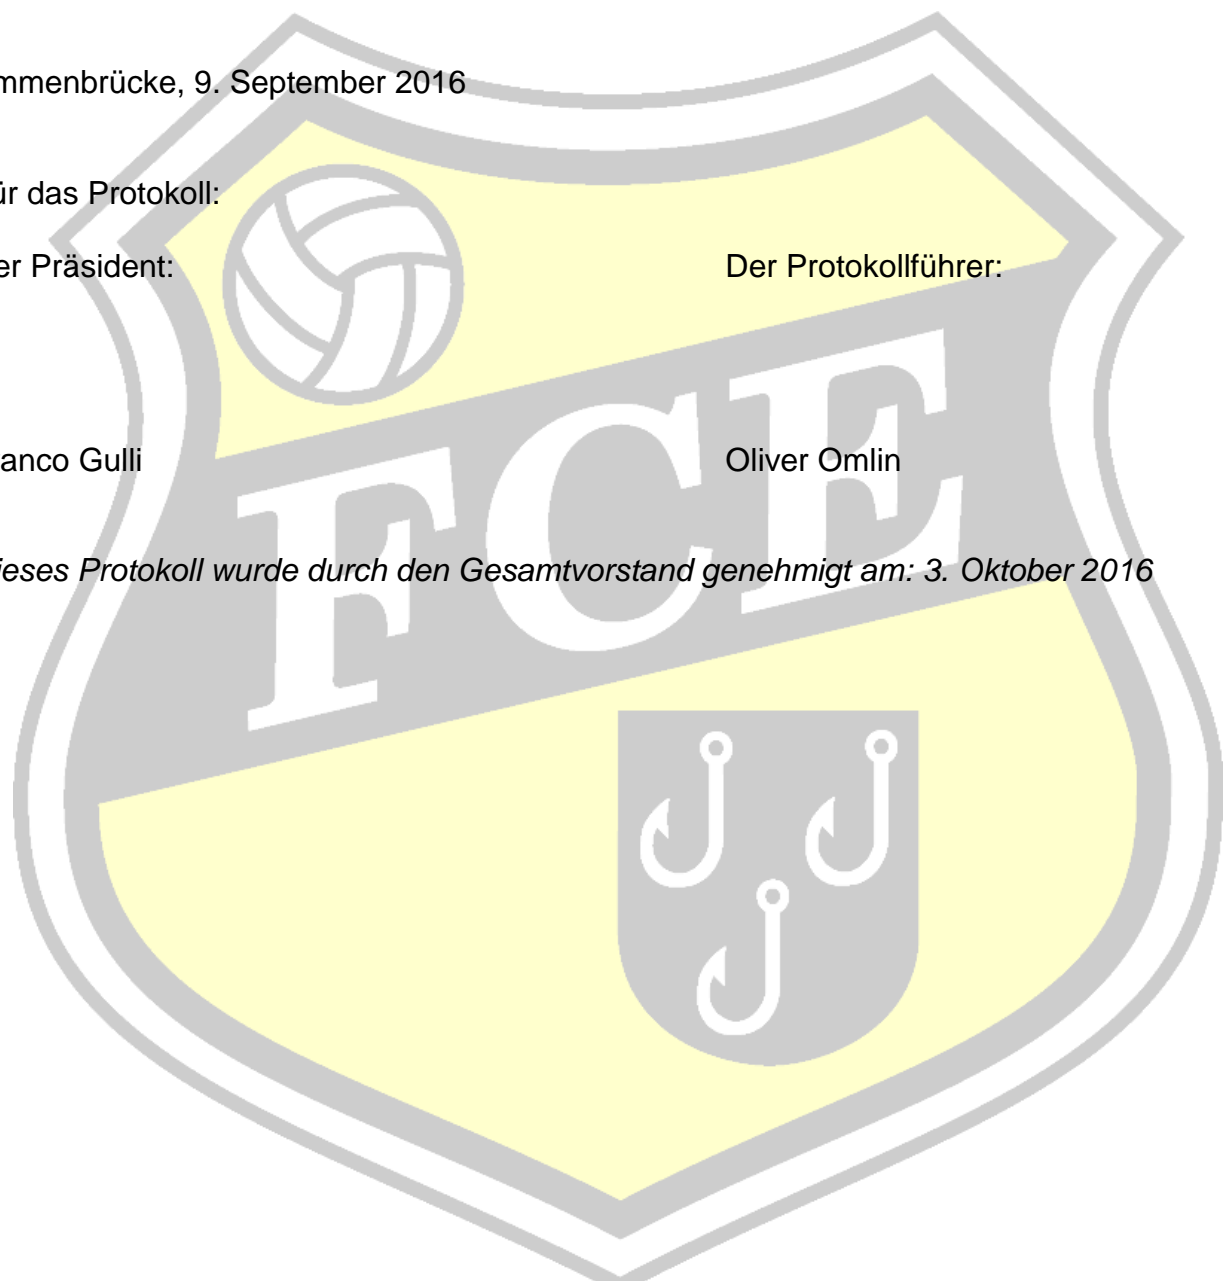 mmenbrücke, 9. September 2016
ür das Protokoll:
er Präsident: Der Protokollführer:
FCE
anco Gulli Oliver Omlin
ieses Protokoll wurde durch den Gesamtvorstand genehmigt am: 3. Oktober 2016